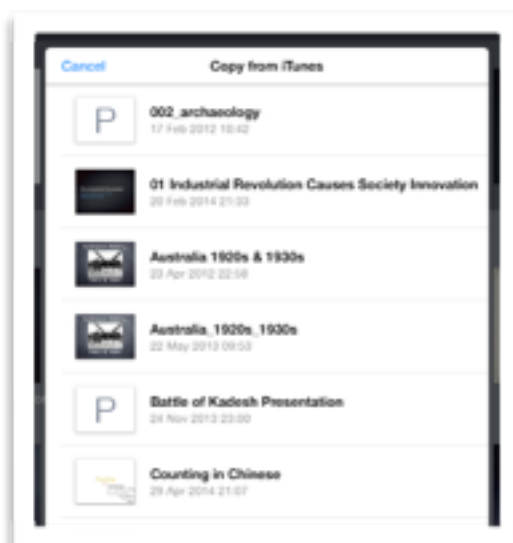 Cancel
Copy from iTunes
P
002_archaeology
17 Feb 2012 10:42
01 Industrial Revolution Causes Society Innovation
20 Feb 2014 21:33
Australia 1920s & 1930s
23 Apr 2012 22:58
Australia_1920s_1930s
22 May 2013 09:53
P
Battle of Kadesh Presentation
24 Nov 2013 23:00
Counting in Chinese
29 Apr 2014 21:07